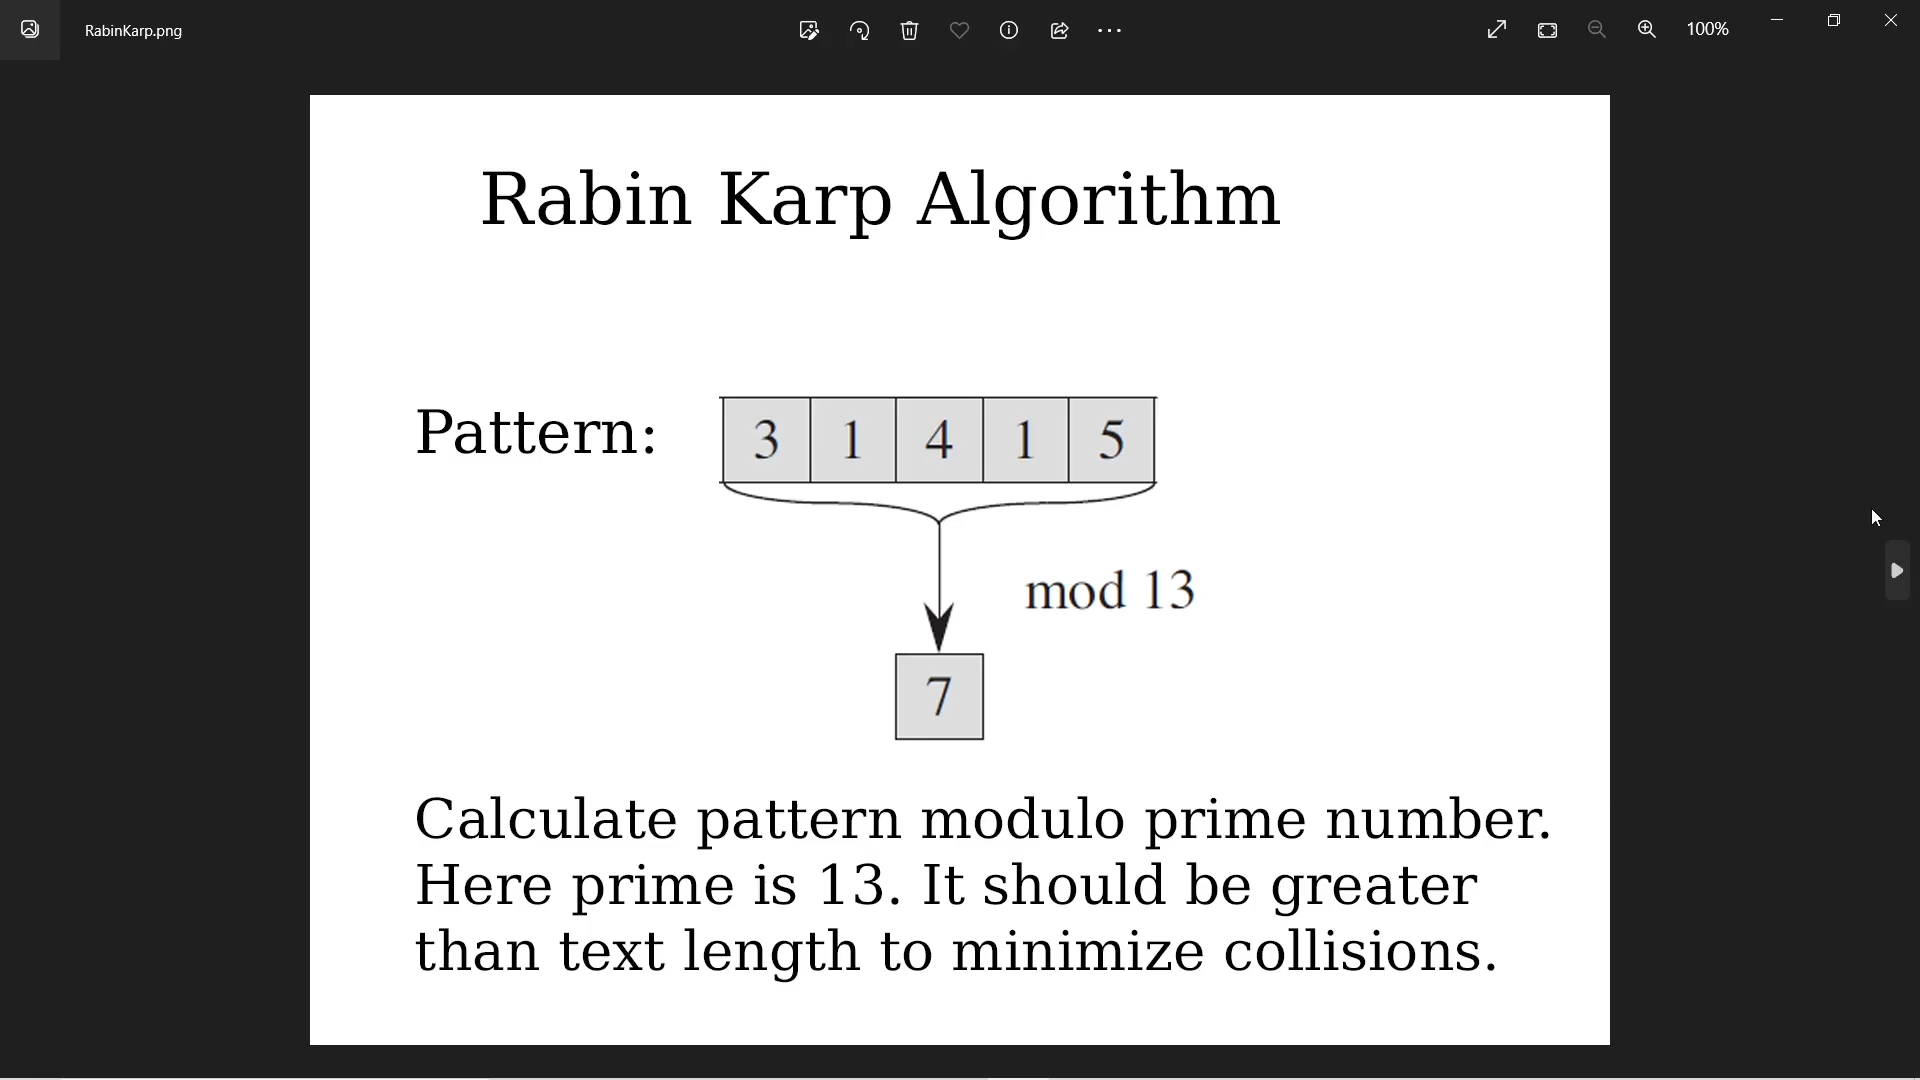 RabinKarp.png
100%
Rabin Karp Algorithm
Pattern: 3 1 4 1 5
mod 13
7
Calculate pattern modulo prime number.
Here prime is 13. It should be greater
than text length to minimize collisions.